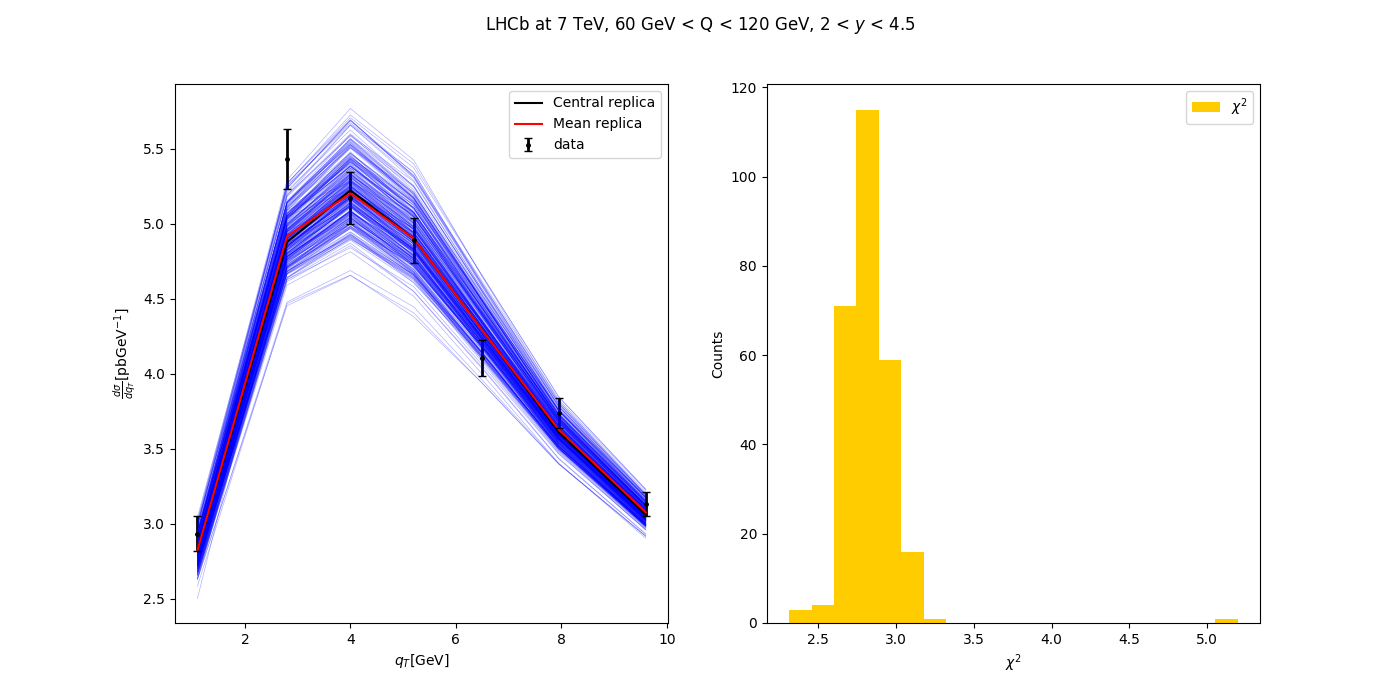 LHCb at 7 TeV, 60 GeV < Q < 120 GeV, 2 < y < 4.5
dσ/dq_T [pbGeV⁻¹]
5.5
5.0
4.5
4.0
3.5
3.0
2.5
2 4 6 8 10
q_T[GeV]
Central replica
Mean replica
data
Counts
120
100
80
60
40
20
0
2.5 3.0 3.5 4.0 4.5 5.0
χ²
χ²